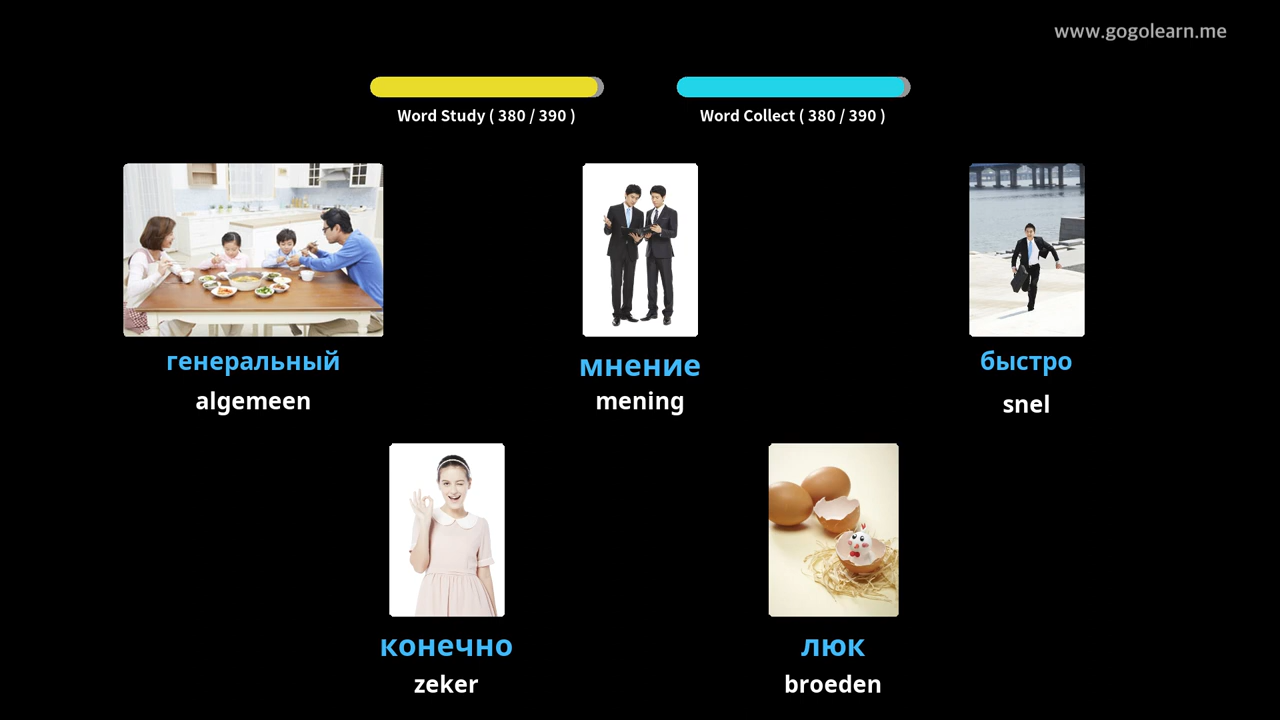 www.gogolearn.me
Word Study ( 380 / 390 )
Word Collect ( 380 / 390 )
генеральный
algemeen
мнение
mening
быстро
snel
конечно
zeker
люк
broeden